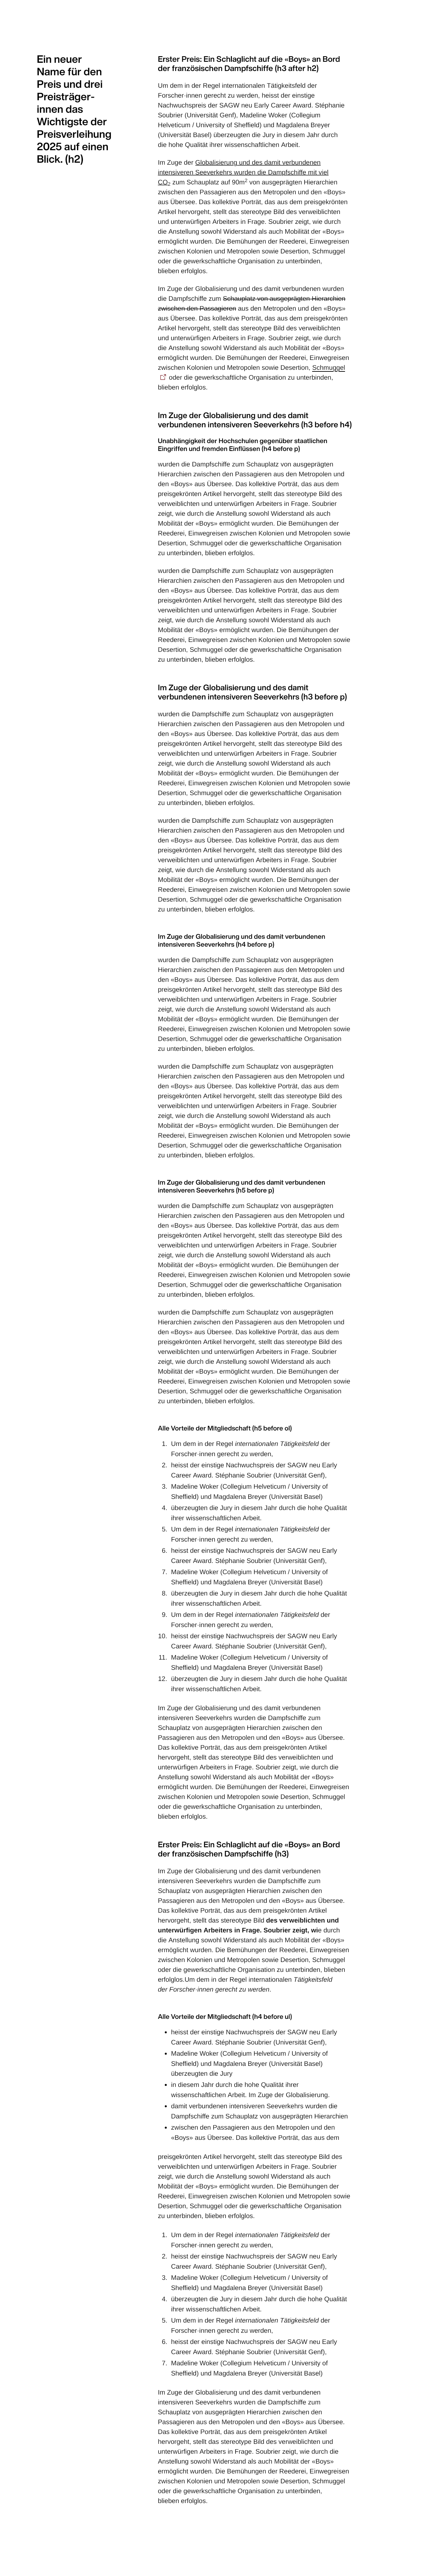 Ein neuer
Name für den
Preis und drei
Preisträger-
innen das
Wichtigste der
Preisverleihung
2025 auf einen
Blick. (h2)
Erster Preis: Ein Schlaglicht auf die «Boys» an Bord
der französischen Dampfschiffe (h3 after h2)
Um dem in der Regel internationalen Tätigkeitsfeld der
Forscher·innen gerecht zu werden, heisst der einstige
Nachwuchspreis der SAGW neu Early Career Award. Stéphanie
Soubrier (Universität Genf), Madeline Woker (Collegium
Helveticum / University of Sheffield) und Magdalena Breyer
(Universität Basel) überzeugten die Jury in diesem Jahr durch
die hohe Qualität ihrer wissenschaftlichen Arbeit.
Im Zuge der Globalisierung und des damit verbundenen
intensiveren Seeverkehrs wurden die Dampfschiffe mit viel
CO₂ zum Schauplatz auf 90m² von ausgeprägten Hierarchien
zwischen den Passagieren aus den Metropolen und den «Boys»
aus Übersee. Das kollektive Porträt, das aus dem preisgekrönten
Artikel hervorgeht, stellt das stereotype Bild des verweiblichten
und unterwürfigen Arbeiters in Frage. Soubrier zeigt, wie durch
die Anstellung sowohl Widerstand als auch Mobilität der «Boys»
ermöglicht wurden. Die Bemühungen der Reederei, Einwegreisen
zwischen Kolonien und Metropolen sowie Desertion, Schmuggel
oder die gewerkschaftliche Organisation zu unterbinden,
blieben erfolglos.
Im Zuge der Globalisierung und des damit verbundenen wurden
die Dampfschiffe zum Schauplatz von ausgeprägten Hierarchien
zwischen den Passagieren aus den Metropolen und den «Boys»
aus Übersee. Das kollektive Porträt, das aus dem preisgekrönten
Artikel hervorgeht, stellt das stereotype Bild des verweiblichten
und unterwürfigen Arbeiters in Frage. Soubrier zeigt, wie durch
die Anstellung sowohl Widerstand als auch Mobilität der «Boys»
ermöglicht wurden. Die Bemühungen der Reederei, Einwegreisen
zwischen Kolonien und Metropolen sowie Desertion, Schmuggel
oder die gewerkschaftliche Organisation zu unterbinden,
blieben erfolglos.
Im Zuge der Globalisierung und des damit
verbundenen intensiveren Seeverkehrs (h3 before h4)
Unabhängigkeit der Hochschulen gegenüber staatlichen
Eingriffen und fremden Einflüssen (h4 before p)
wurden die Dampfschiffe zum Schauplatz von ausgeprägten
Hierarchien zwischen den Passagieren aus den Metropolen und
den «Boys» aus Übersee. Das kollektive Porträt, das aus dem
preisgekrönten Artikel hervorgeht, stellt das stereotype Bild des
verweiblichten und unterwürfigen Arbeiters in Frage. Soubrier
zeigt, wie durch die Anstellung sowohl Widerstand als auch
Mobilität der «Boys» ermöglicht wurden. Die Bemühungen der
Reederei, Einwegreisen zwischen Kolonien und Metropolen sowie
Desertion, Schmuggel oder die gewerkschaftliche Organisation
zu unterbinden, blieben erfolglos.
wurden die Dampfschiffe zum Schauplatz von ausgeprägten
Hierarchien zwischen den Passagieren aus den Metropolen und
den «Boys» aus Übersee. Das kollektive Porträt, das aus dem
preisgekrönten Artikel hervorgeht, stellt das stereotype Bild des
verweiblichten und unterwürfigen Arbeiters in Frage. Soubrier
zeigt, wie durch die Anstellung sowohl Widerstand als auch
Mobilität der «Boys» ermöglicht wurden. Die Bemühungen der
Reederei, Einwegreisen zwischen Kolonien und Metropolen sowie
Desertion, Schmuggel oder die gewerkschaftliche Organisation
zu unterbinden, blieben erfolglos.
Im Zuge der Globalisierung und des damit
verbundenen intensiveren Seeverkehrs (h3 before p)
wurden die Dampfschiffe zum Schauplatz von ausgeprägten
Hierarchien zwischen den Passagieren aus den Metropolen und
den «Boys» aus Übersee. Das kollektive Porträt, das aus dem
preisgekrönten Artikel hervorgeht, stellt das stereotype Bild des
verweiblichten und unterwürfigen Arbeiters in Frage. Soubrier
zeigt, wie durch die Anstellung sowohl Widerstand als auch
Mobilität der «Boys» ermöglicht wurden. Die Bemühungen der
Reederei, Einwegreisen zwischen Kolonien und Metropolen sowie
Desertion, Schmuggel oder die gewerkschaftliche Organisation
zu unterbinden, blieben erfolglos.
wurden die Dampfschiffe zum Schauplatz von ausgeprägten
Hierarchien zwischen den Passagieren aus den Metropolen und
den «Boys» aus Übersee. Das kollektive Porträt, das aus dem
preisgekrönten Artikel hervorgeht, stellt das stereotype Bild des
verweiblichten und unterwürfigen Arbeiters in Frage. Soubrier
zeigt, wie durch die Anstellung sowohl Widerstand als auch
Mobilität der «Boys» ermöglicht wurden. Die Bemühungen der
Reederei, Einwegreisen zwischen Kolonien und Metropolen sowie
Desertion, Schmuggel oder die gewerkschaftliche Organisation
zu unterbinden, blieben erfolglos.
Im Zuge der Globalisierung und des damit verbundenen
intensiveren Seeverkehrs (h4 before p)
wurden die Dampfschiffe zum Schauplatz von ausgeprägten
Hierarchien zwischen den Passagieren aus den Metropolen und
den «Boys» aus Übersee. Das kollektive Porträt, das aus dem
preisgekrönten Artikel hervorgeht, stellt das stereotype Bild des
verweiblichten und unterwürfigen Arbeiters in Frage. Soubrier
zeigt, wie durch die Anstellung sowohl Widerstand als auch
Mobilität der «Boys» ermöglicht wurden. Die Bemühungen der
Reederei, Einwegreisen zwischen Kolonien und Metropolen sowie
Desertion, Schmuggel oder die gewerkschaftliche Organisation
zu unterbinden, blieben erfolglos.
wurden die Dampfschiffe zum Schauplatz von ausgeprägten
Hierarchien zwischen den Passagieren aus den Metropolen und
den «Boys» aus Übersee. Das kollektive Porträt, das aus dem
preisgekrönten Artikel hervorgeht, stellt das stereotype Bild des
verweiblichten und unterwürfigen Arbeiters in Frage. Soubrier
zeigt, wie durch die Anstellung sowohl Widerstand als auch
Mobilität der «Boys» ermöglicht wurden. Die Bemühungen der
Reederei, Einwegreisen zwischen Kolonien und Metropolen sowie
Desertion, Schmuggel oder die gewerkschaftliche Organisation
zu unterbinden, blieben erfolglos.
Im Zuge der Globalisierung und des damit verbundenen
intensiveren Seeverkehrs (h5 before p)
wurden die Dampfschiffe zum Schauplatz von ausgeprägten
Hierarchien zwischen den Passagieren aus den Metropolen und
den «Boys» aus Übersee. Das kollektive Porträt, das aus dem
preisgekrönten Artikel hervorgeht, stellt das stereotype Bild des
verweiblichten und unterwürfigen Arbeiters in Frage. Soubrier
zeigt, wie durch die Anstellung sowohl Widerstand als auch
Mobilität der «Boys» ermöglicht wurden. Die Bemühungen der
Reederei, Einwegreisen zwischen Kolonien und Metropolen sowie
Desertion, Schmuggel oder die gewerkschaftliche Organisation
zu unterbinden, blieben erfolglos.
wurden die Dampfschiffe zum Schauplatz von ausgeprägten
Hierarchien zwischen den Passagieren aus den Metropolen und
den «Boys» aus Übersee. Das kollektive Porträt, das aus dem
preisgekrönten Artikel hervorgeht, stellt das stereotype Bild des
verweiblichten und unterwürfigen Arbeiters in Frage. Soubrier
zeigt, wie durch die Anstellung sowohl Widerstand als auch
Mobilität der «Boys» ermöglicht wurden. Die Bemühungen der
Reederei, Einwegreisen zwischen Kolonien und Metropolen sowie
Desertion, Schmuggel oder die gewerkschaftliche Organisation
zu unterbinden, blieben erfolglos.
Alle Vorteile der Mitgliedschaft (h5 before ol)
1. Um dem in der Regel internationalen Tätigkeitsfeld der
Forscher·innen gerecht zu werden,
2. heisst der einstige Nachwuchspreis der SAGW neu Early
Career Award. Stéphanie Soubrier (Universität Genf),
3. Madeline Woker (Collegium Helveticum / University of
Sheffield) und Magdalena Breyer (Universität Basel)
4. überzeugten die Jury in diesem Jahr durch die hohe Qualität
ihrer wissenschaftlichen Arbeit.
5. Um dem in der Regel internationalen Tätigkeitsfeld der
Forscher·innen gerecht zu werden,
6. heisst der einstige Nachwuchspreis der SAGW neu Early
Career Award. Stéphanie Soubrier (Universität Genf),
7. Madeline Woker (Collegium Helveticum / University of
Sheffield) und Magdalena Breyer (Universität Basel)
8. überzeugten die Jury in diesem Jahr durch die hohe Qualität
ihrer wissenschaftlichen Arbeit.
9. Um dem in der Regel internationalen Tätigkeitsfeld der
Forscher·innen gerecht zu werden,
10. heisst der einstige Nachwuchspreis der SAGW neu Early
Career Award. Stéphanie Soubrier (Universität Genf),
11. Madeline Woker (Collegium Helveticum / University of
Sheffield) und Magdalena Breyer (Universität Basel)
12. überzeugten die Jury in diesem Jahr durch die hohe Qualität
ihrer wissenschaftlichen Arbeit.
Im Zuge der Globalisierung und des damit verbundenen
intensiveren Seeverkehrs wurden die Dampfschiffe zum
Schauplatz von ausgeprägten Hierarchien zwischen den
Passagieren aus den Metropolen und den «Boys» aus Übersee.
Das kollektive Porträt, das aus dem preisgekrönten Artikel
hervorgeht, stellt das stereotype Bild des verweiblichten und
unterwürfigen Arbeiters in Frage. Soubrier zeigt, wie durch die
Anstellung sowohl Widerstand als auch Mobilität der «Boys»
ermöglicht wurden. Die Bemühungen der Reederei, Einwegreisen
zwischen Kolonien und Metropolen sowie Desertion, Schmuggel
oder die gewerkschaftliche Organisation zu unterbinden,
blieben erfolglos.
Erster Preis: Ein Schlaglicht auf die «Boys» an Bord
der französischen Dampfschiffe (h3)
Im Zuge der Globalisierung und des damit verbundenen
intensiveren Seeverkehrs wurden die Dampfschiffe zum
Schauplatz von ausgeprägten Hierarchien zwischen den
Passagieren aus den Metropolen und den «Boys» aus Übersee.
Das kollektive Porträt, das aus dem preisgekrönten Artikel
hervorgeht, stellt das stereotype Bild des verweiblichten und
unterwürfigen Arbeiters in Frage. Soubrier zeigt, wie durch
die Anstellung sowohl Widerstand als auch Mobilität der «Boys»
ermöglicht wurden. Die Bemühungen der Reederei, Einwegreisen
zwischen Kolonien und Metropolen sowie Desertion, Schmuggel
oder die gewerkschaftliche Organisation zu unterbinden, blieben
erfolglos.Um dem in der Regel internationalen Tätigkeitsfeld
der Forscher·innen gerecht zu werden.
Alle Vorteile der Mitgliedschaft (h4 before ul)
• heisst der einstige Nachwuchspreis der SAGW neu Early
Career Award. Stéphanie Soubrier (Universität Genf),
• Madeline Woker (Collegium Helveticum / University of
Sheffield) und Magdalena Breyer (Universität Basel)
überzeugten die Jury
• in diesem Jahr durch die hohe Qualität ihrer
wissenschaftlichen Arbeit. Im Zuge der Globalisierung.
• damit verbundenen intensiveren Seeverkehrs wurden die
Dampfschiffe zum Schauplatz von ausgeprägten Hierarchien
• zwischen den Passagieren aus den Metropolen und den
«Boys» aus Übersee. Das kollektive Porträt, das aus dem
preisgekrönten Artikel hervorgeht, stellt das stereotype Bild des
verweiblichten und unterwürfigen Arbeiters in Frage. Soubrier
zeigt, wie durch die Anstellung sowohl Widerstand als auch
Mobilität der «Boys» ermöglicht wurden. Die Bemühungen der
Reederei, Einwegreisen zwischen Kolonien und Metropolen sowie
Desertion, Schmuggel oder die gewerkschaftliche Organisation
zu unterbinden, blieben erfolglos.
1. Um dem in der Regel internationalen Tätigkeitsfeld der
Forscher·innen gerecht zu werden,
2. heisst der einstige Nachwuchspreis der SAGW neu Early
Career Award. Stéphanie Soubrier (Universität Genf),
3. Madeline Woker (Collegium Helveticum / University of
Sheffield) und Magdalena Breyer (Universität Basel)
4. überzeugten die Jury in diesem Jahr durch die hohe Qualität
ihrer wissenschaftlichen Arbeit.
5. Um dem in der Regel internationalen Tätigkeitsfeld der
Forscher·innen gerecht zu werden,
6. heisst der einstige Nachwuchspreis der SAGW neu Early
Career Award. Stéphanie Soubrier (Universität Genf),
7. Madeline Woker (Collegium Helveticum / University of
Sheffield) und Magdalena Breyer (Universität Basel)
Im Zuge der Globalisierung und des damit verbundenen
intensiveren Seeverkehrs wurden die Dampfschiffe zum
Schauplatz von ausgeprägten Hierarchien zwischen den
Passagieren aus den Metropolen und den «Boys» aus Übersee.
Das kollektive Porträt, das aus dem preisgekrönten Artikel
hervorgeht, stellt das stereotype Bild des verweiblichten und
unterwürfigen Arbeiters in Frage. Soubrier zeigt, wie durch die
Anstellung sowohl Widerstand als auch Mobilität der «Boys»
ermöglicht wurden. Die Bemühungen der Reederei, Einwegreisen
zwischen Kolonien und Metropolen sowie Desertion, Schmuggel
oder die gewerkschaftliche Organisation zu unterbinden,
blieben erfolglos.